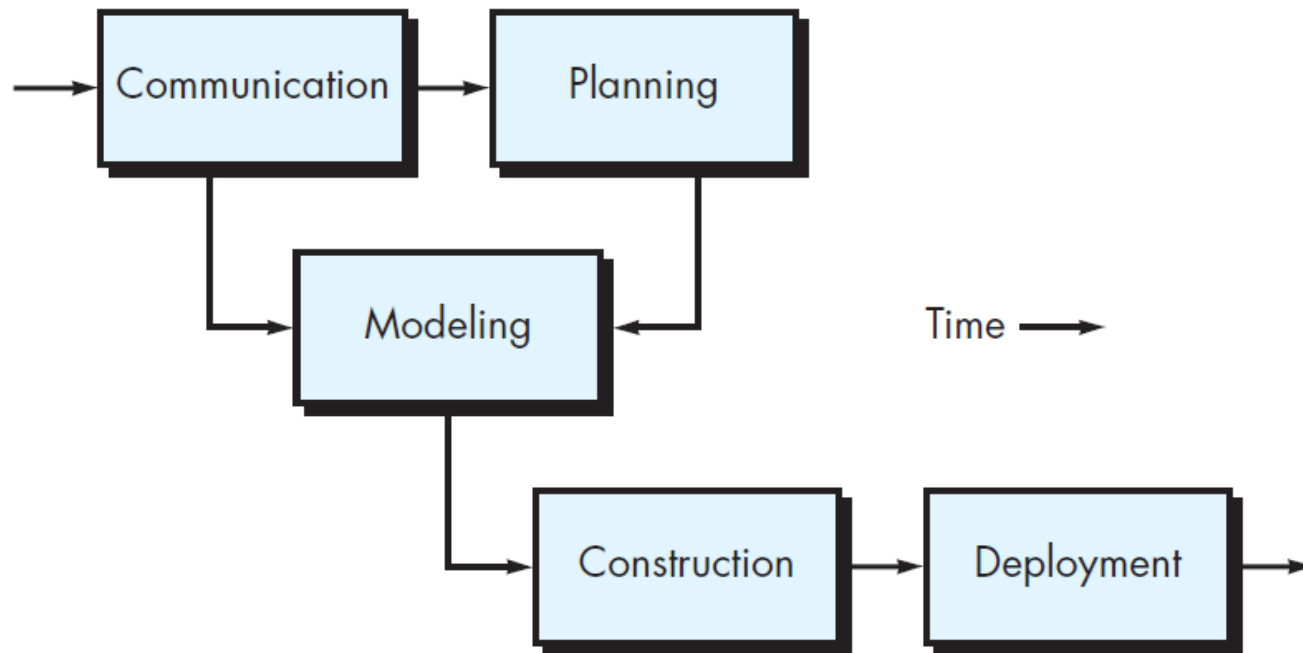 Communication
Planning
Modeling
Time
Construction
Deployment